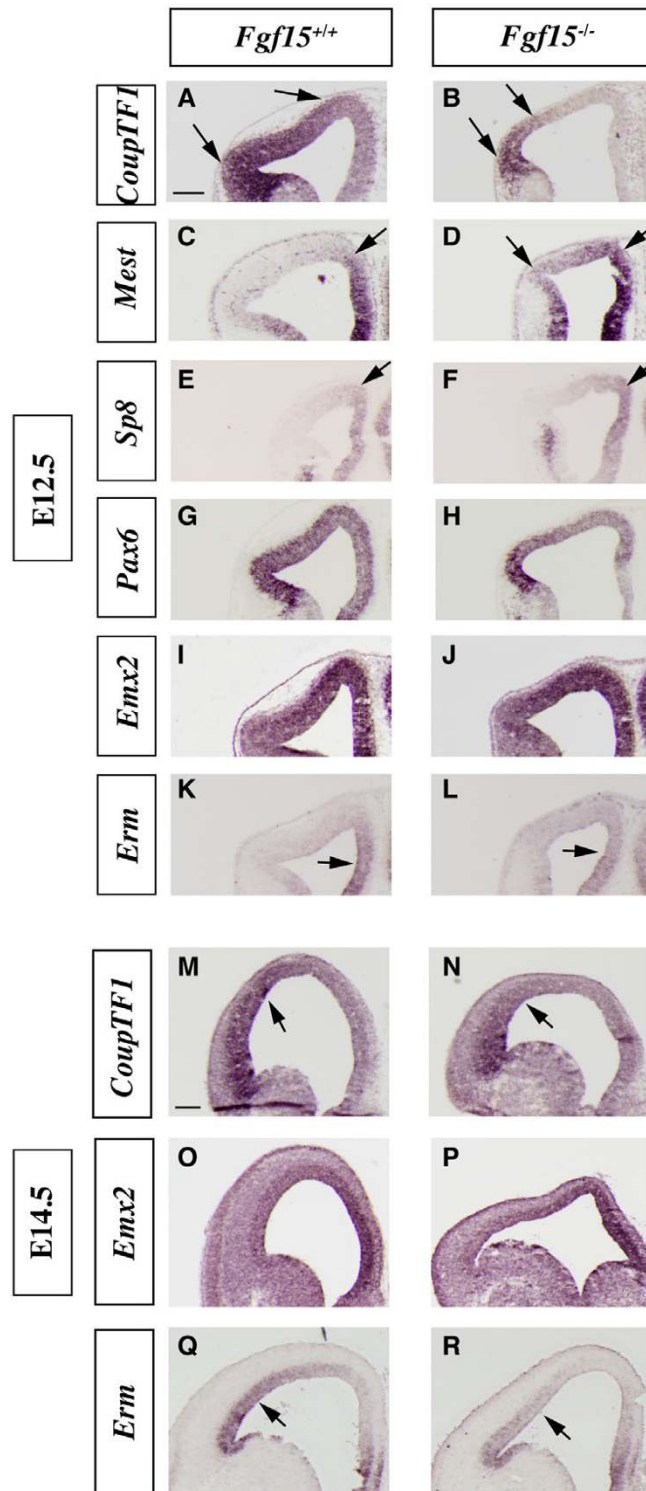 Fgf15+/+ Fgf15-/-
E12.5
CoupTF1
A B
Mest
C D
Sp8
E F
Pax6
G H
Emx2
I J
Erm
K L
E14.5
CoupTF1
M N
Emx2
O P
Erm
Q R